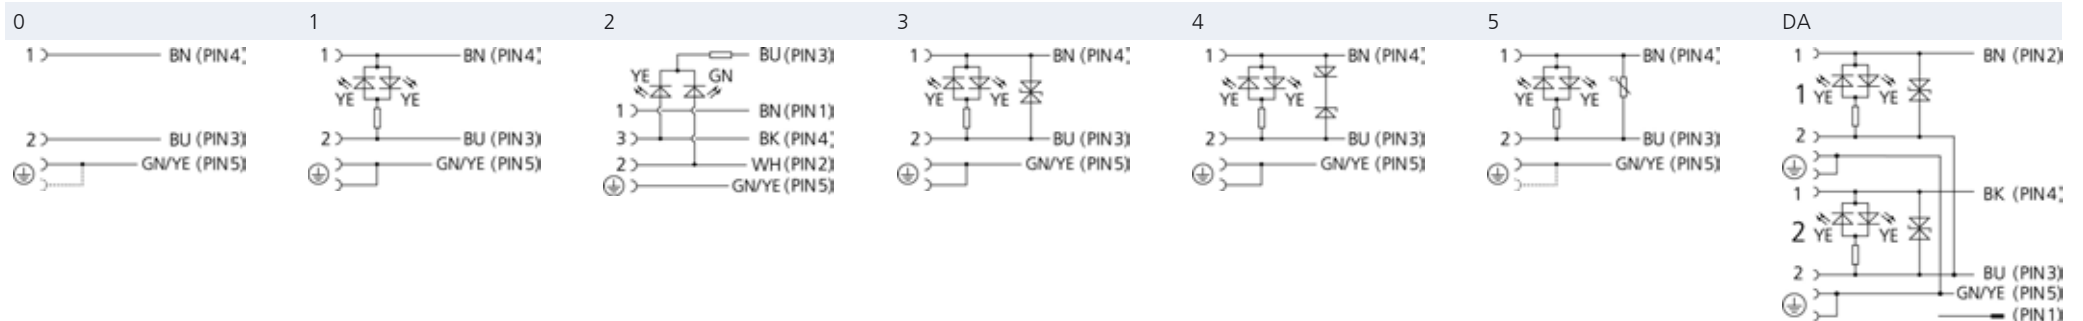 0 1 2 3 4 5 DA
1 BN (PIN4)
2 BU (PIN3)
GN/YE (PIN5)
1 BN (PIN4)
YE YE
2 BU (PIN3)
GN/YE (PIN5)
BU (PIN3)
YE GN
1 BN (PIN1)
3 BK (PIN4)
2 WH (PIN2)
GN/YE (PIN5)
1 BN (PIN4)
YE YE
2 BU (PIN3)
GN/YE (PIN5)
1 BN (PIN4)
YE YE
2 BU (PIN3)
GN/YE (PIN5)
1 BN (PIN4)
YE YE
2 BU (PIN3)
GN/YE (PIN5)
1 BN (PIN2)
1 YE YE
2
1 BK (PIN4)
2 YE YE
2 BU (PIN3)
GN/YE (PIN5)
(PIN1)